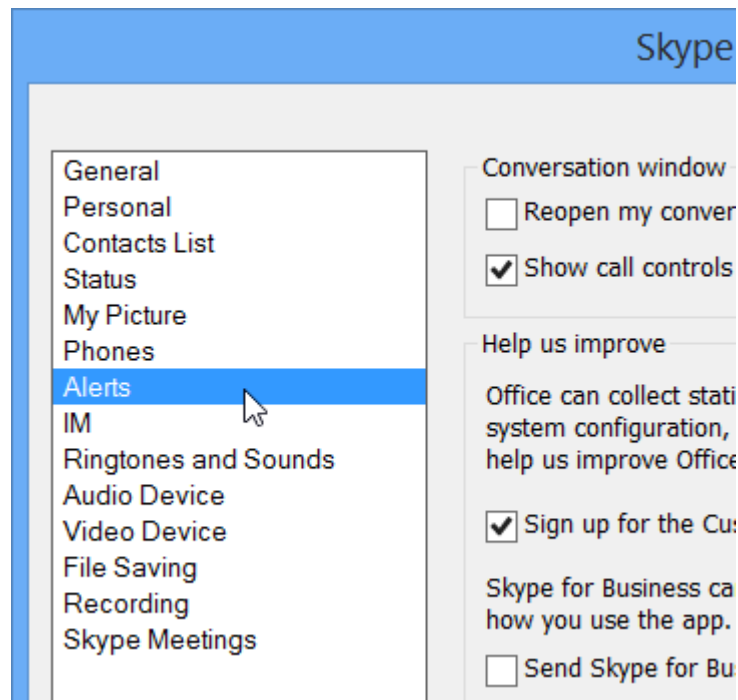 Skype
General
Personal
Contacts List
Status
My Picture
Phones
Alerts
IM
Ringtones and Sounds
Audio Device
Video Device
File Saving
Recording
Skype Meetings
Conversation window
Reopen my conver
Show call controls
Help us improve
Office can collect stati
system configuration,
help us improve Office
Sign up for the Cus
Skype for Business ca
how you use the app.
Send Skype for Bus